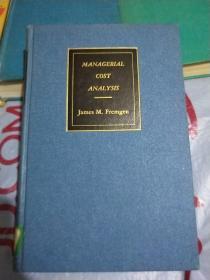 MANAGERIAL
COST
ANALYSIS
James M. Fremgen